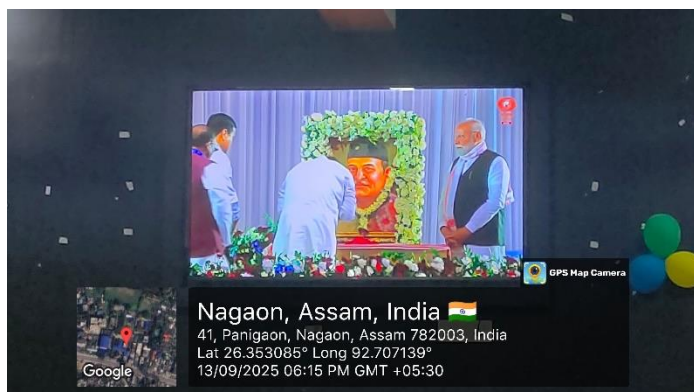 GPS Map Camera
Nagaon, Assam, India
41, Panigaon, Nagaon, Assam 782003, India
Lat 26.353085° Long 92.707139°
13/09/2025 06:15 PM GMT +05:30
Google